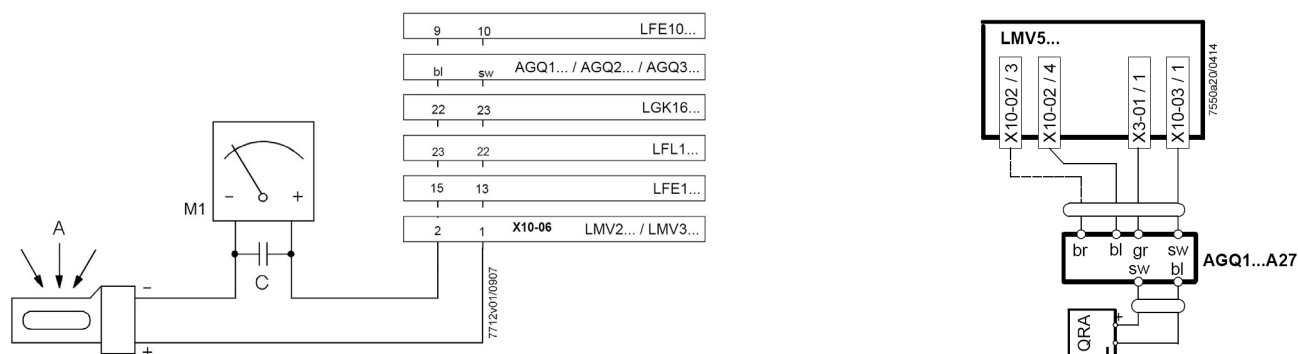 9 10 LFE10...
bl sw AGQ1... / AGQ2... / AGQ3...
22 23 LGK16...
23 22 LFL1...
15 13 LFE1...
2 1 X10-06 LMV2... / LMV3...
7712v01/0907
M1
- +
A
C
-
+
LMV5...
X10-02 / 3
X10-02 / 4
X3-01 / 1
X10-03 / 1
7550a20/0414
br bl gr sw
AGQ1...A27
sw bl
QRA
+